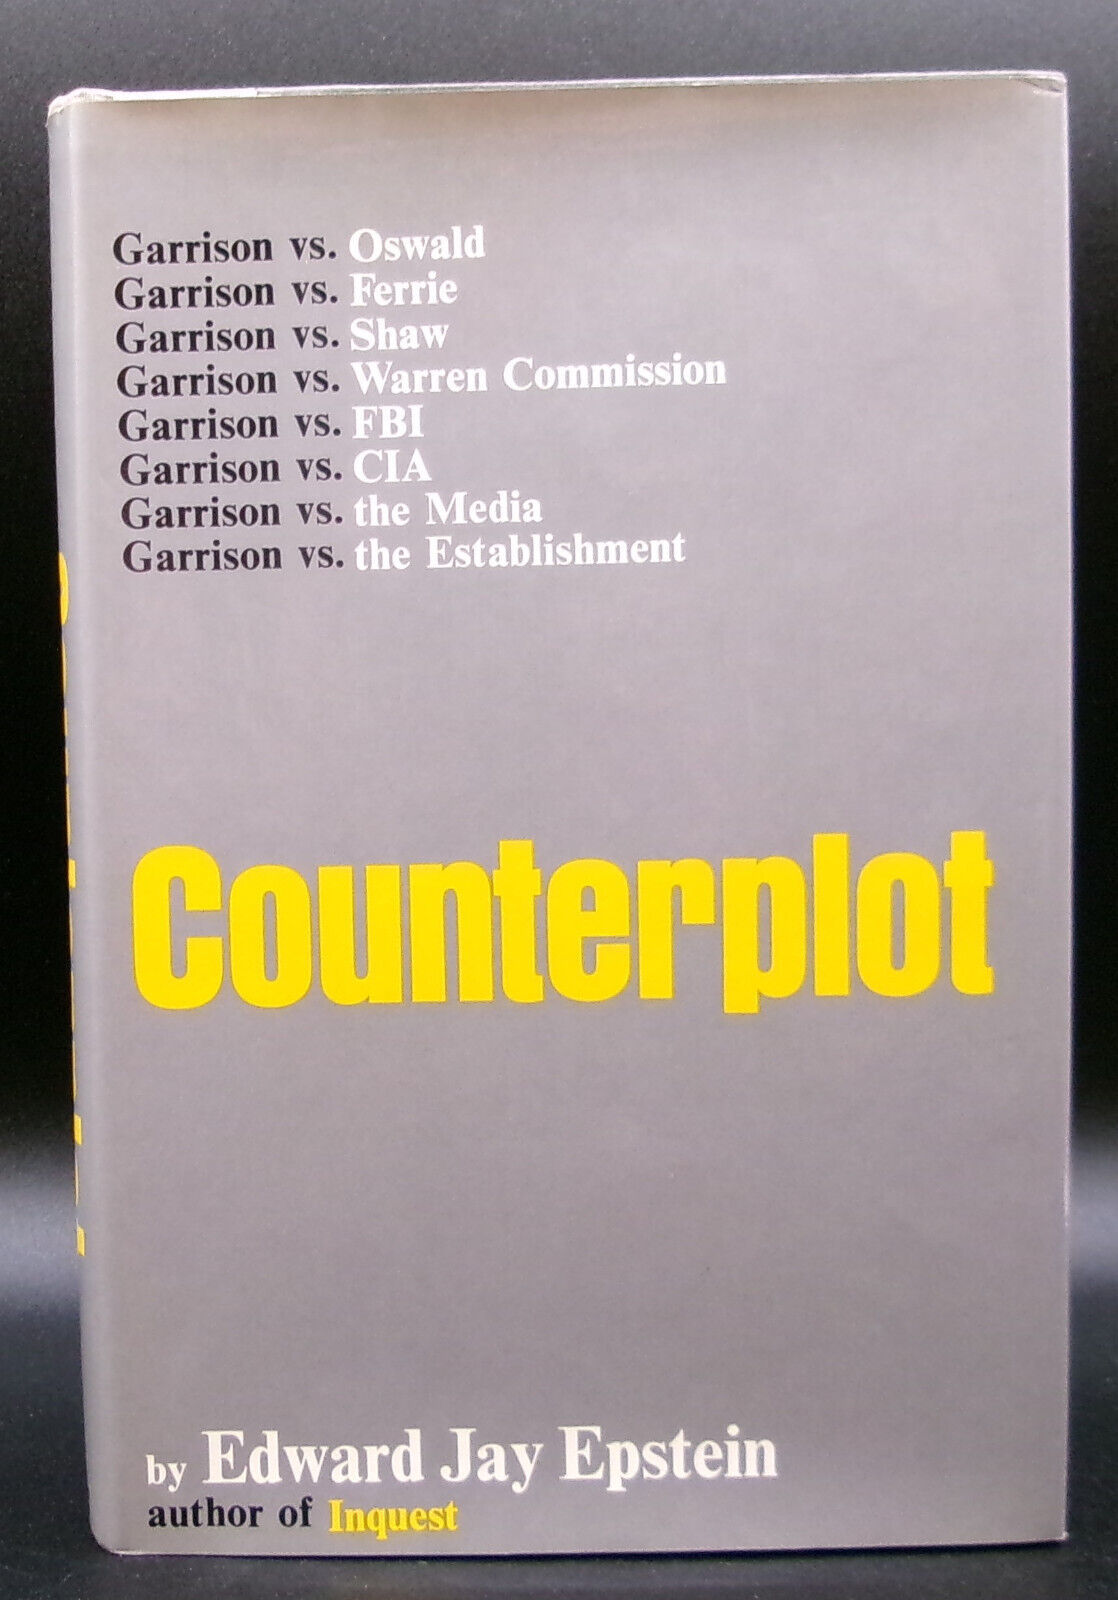 Garrison vs. Oswald
Garrison vs. Ferrie
Garrison vs. Shaw
Garrison vs. Warren Commission
Garrison vs. FBI
Garrison vs. CIA
Garrison vs. the Media
Garrison vs. the Establishment
Counterplot
by Edward Jay Epstein
author of Inquest